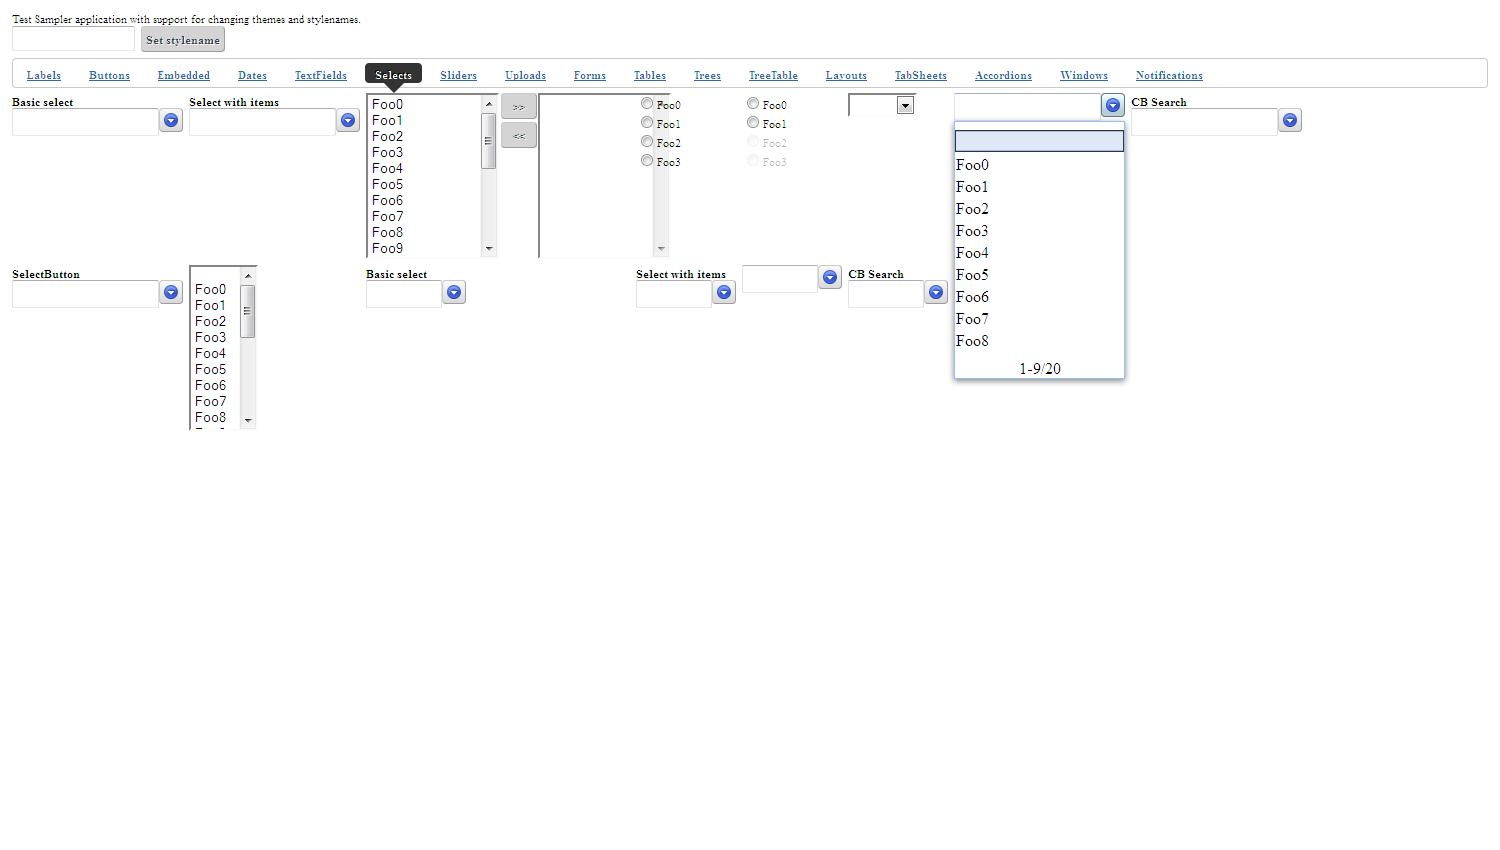 Test Sampler application with support for changing themes and stylenames.
Set stylename
Labels Buttons Embedded Dates TextFields Selects Sliders Uploads Forms Tables Trees TreeTable Layouts TabSheets Accordions Windows Notifications
Basic select
Select with items
Foo0
Foo1
Foo2
Foo3
Foo4
Foo5
Foo6
Foo7
Foo8
Foo9
>>
<<
Foo0
Foo1
Foo2
Foo3
Foo0
Foo1
Foo2
Foo3
Foo0
Foo1
Foo2
Foo3
Foo4
Foo5
Foo6
Foo7
Foo8
1-9/20
CB Search
SelectButton
Foo0
Foo1
Foo2
Foo3
Foo4
Foo5
Foo6
Foo7
Foo8
Basic select
Select with items
CB Search